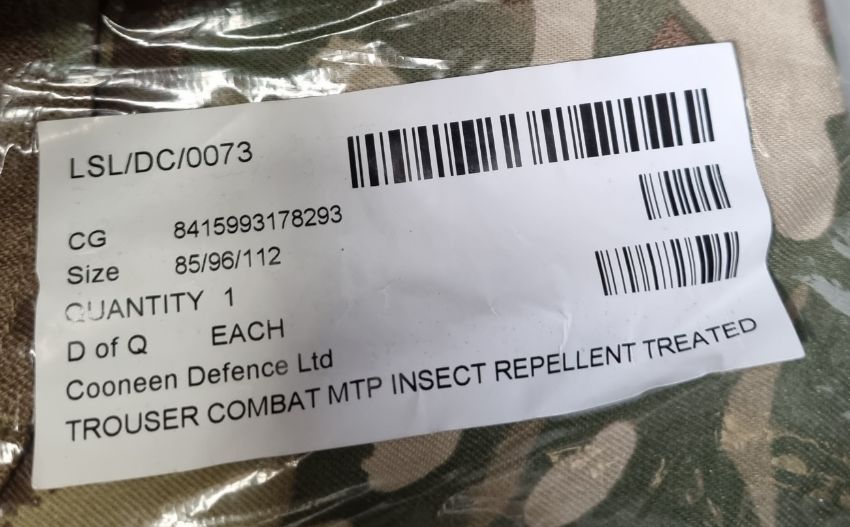 LSL/DC/0073
CG 8415993178293
Size 85/96/112
QUANTITY 1
D of Q EACH
Cooneen Defence Ltd
TROUSER COMBAT MTP INSECT REPELLENT TREATED